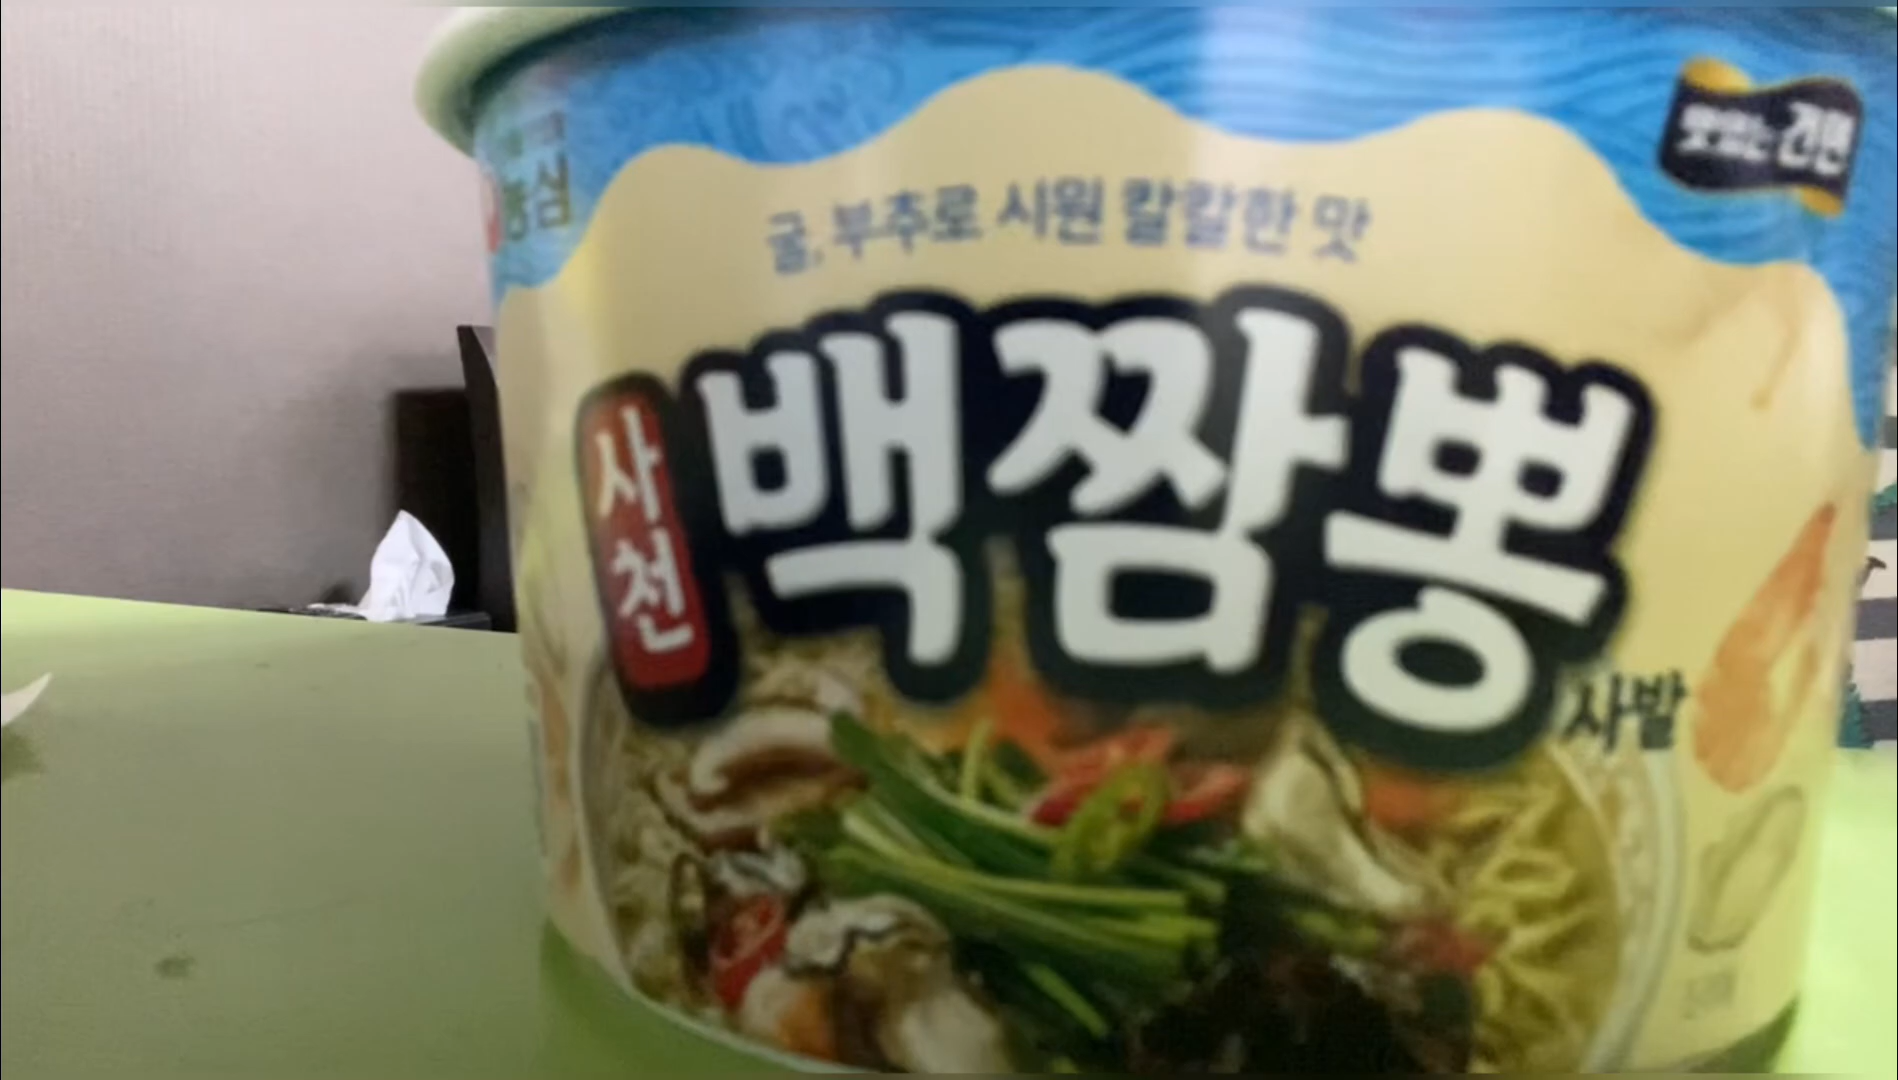 농심
맛있는 건면
굴, 부추로 시원 칼칼한 맛
사천
백짬뽕
사발